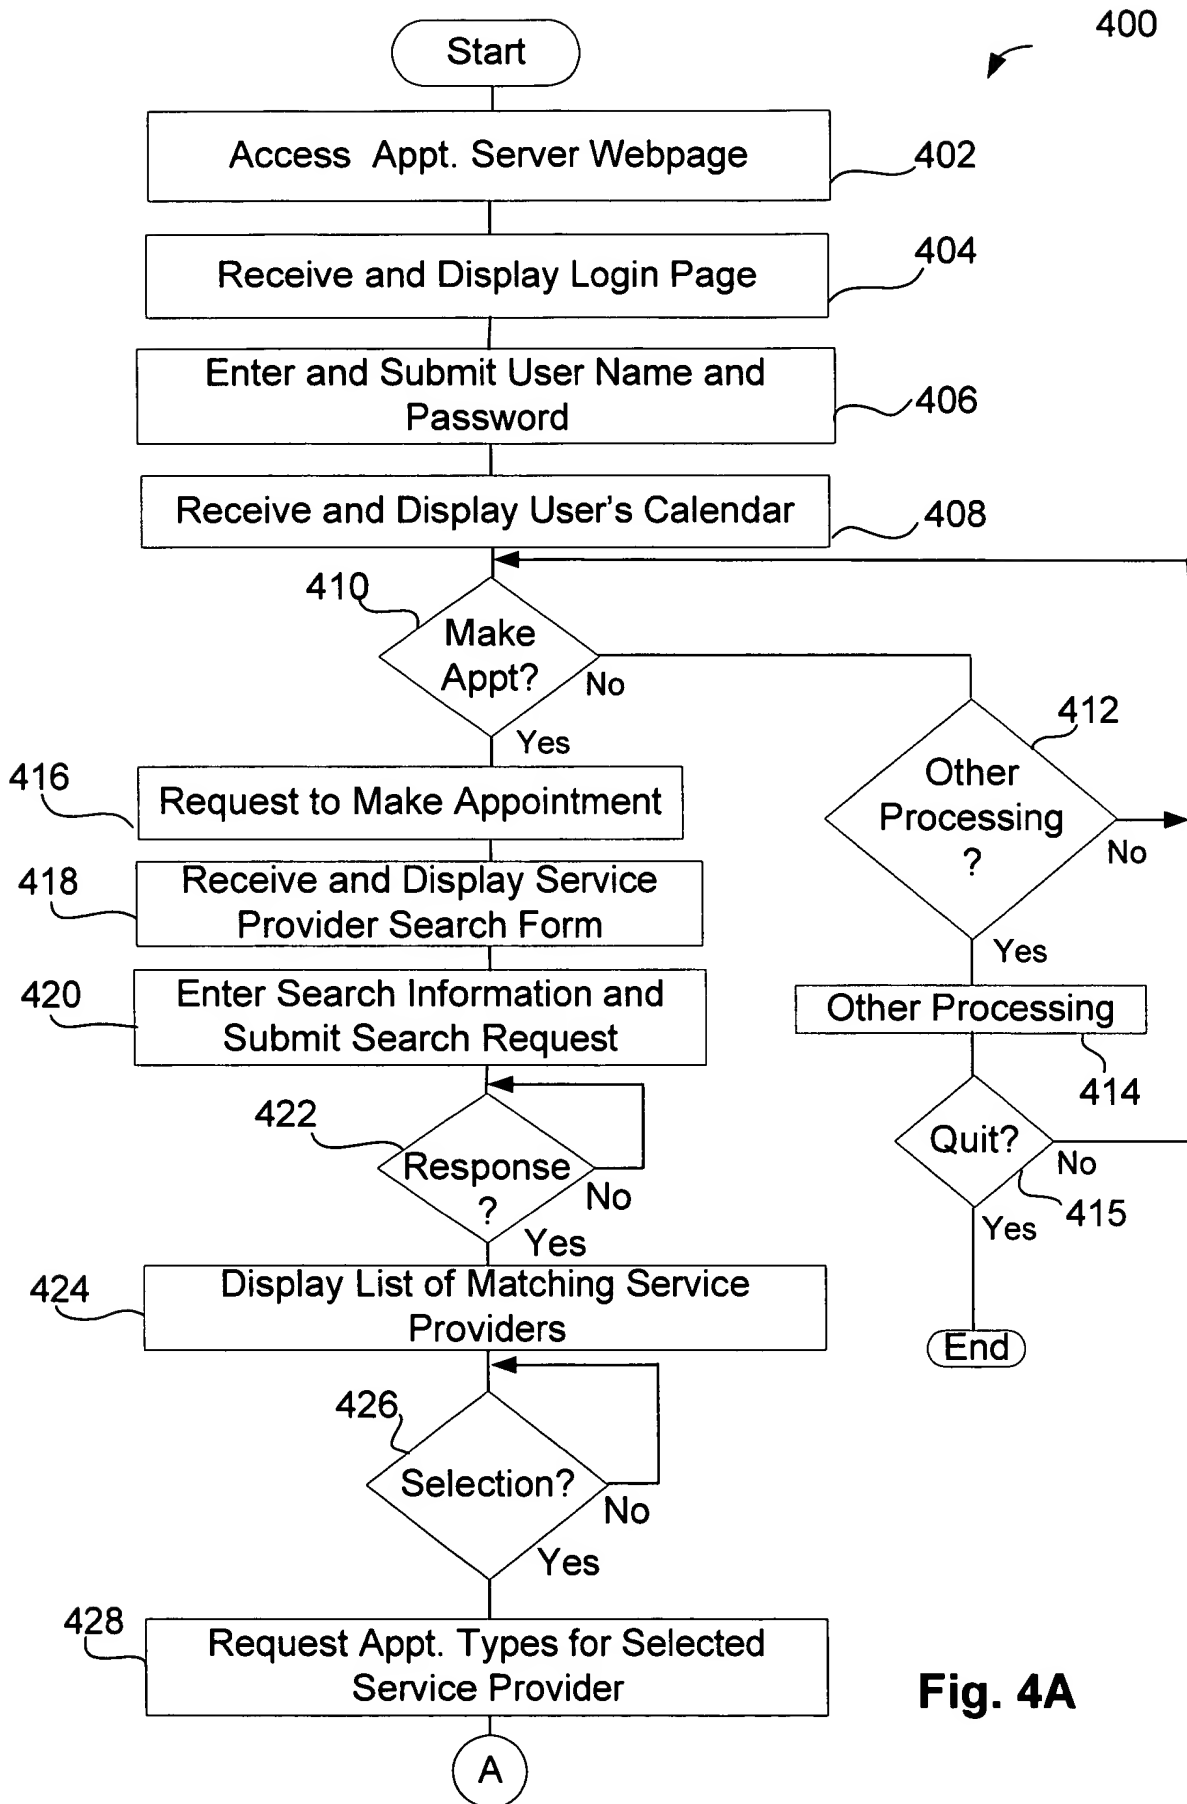 400
Start
Access Appt. Server Webpage
402
Receive and Display Login Page
404
Enter and Submit User Name and
Password
406
Receive and Display User's Calendar
408
410
Make
Appt?
No
Yes
412
Other
Processing
?
No
Yes
416
Request to Make Appointment
418
Receive and Display Service
Provider Search Form
420
Enter Search Information and
Submit Search Request
Other Processing
414
422
Response
?
No
Yes
Quit?
No
415
Yes
End
424
Display List of Matching Service
Providers
426
Selection?
No
Yes
428
Request Appt. Types for Selected
Service Provider
A
Fig. 4A